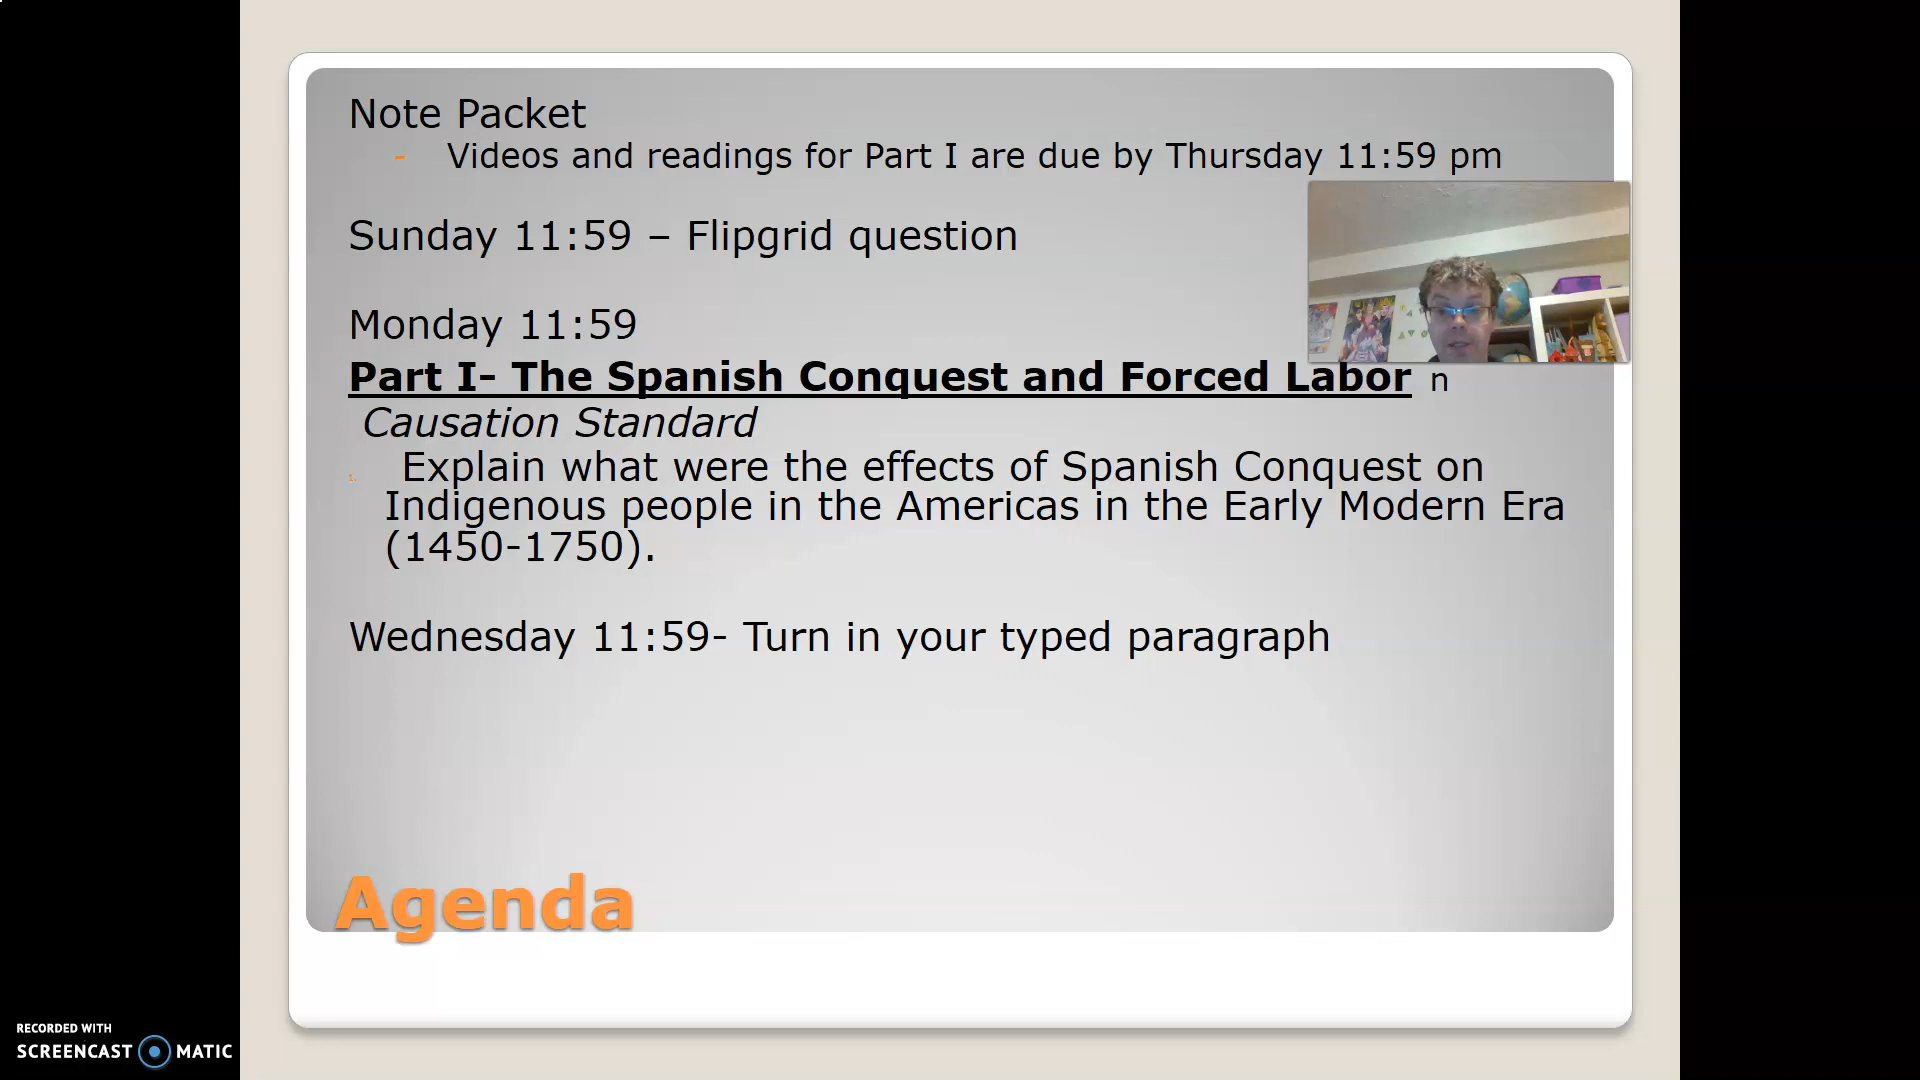 Note Packet
- Videos and readings for Part I are due by Thursday 11:59 pm
Sunday 11:59 – Flipgrid question
Monday 11:59
Part I- The Spanish Conquest and Forced Labor n
Causation Standard
1. Explain what were the effects of Spanish Conquest on
Indigenous people in the Americas in the Early Modern Era
(1450-1750).
Wednesday 11:59- Turn in your typed paragraph
Agenda
RECORDED WITH
SCREENCAST MATIC